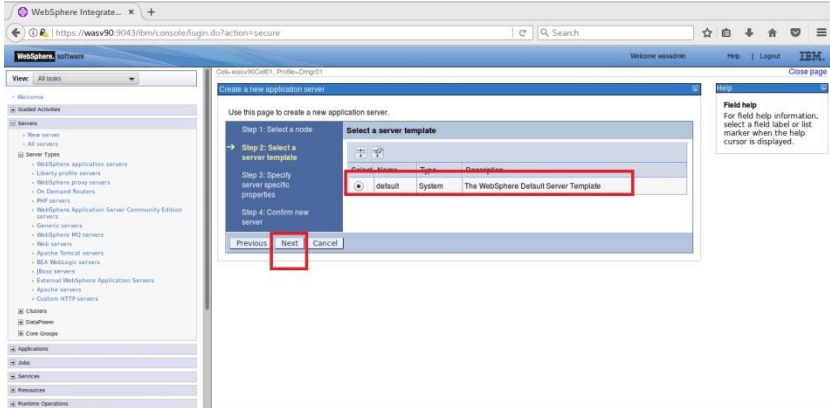 WebSphere Integrate... × +
https://wasv90:9043/ibm/console/login.do?action=secure
Search
WebSphere. software
Welcome wasadmin
Help | Logout
IBM.
View: All tasks
Welcome
Guided Activities
Servers
New server
All servers
Server Types
WebSphere application servers
Liberty profile servers
WebSphere proxy servers
On Demand Routers
PHP servers
WebSphere Application Server Community Edition
servers
Generic servers
WebSphere MQ servers
Web servers
Apache Tomcat servers
BEA WebLogic servers
JBoss servers
External WebSphere Application Servers
Apache servers
Custom HTTP servers
Clusters
DataPower
Core Groups
Applications
Jobs
Services
Resources
Runtime Operations
Cell=wasv90Cell01, Profile=Dmgr01
Close page
Create a new application server
Use this page to create a new application server.
Step 1: Select a node
Step 2: Select a
server template
Step 3: Specify
server specific
properties
Step 4: Confirm new
server
Select a server template
Select Name Type Description
default System The WebSphere Default Server Template
Previous Next Cancel
Help
Field help
For field help information,
select a field label or list
marker when the help
cursor is displayed.